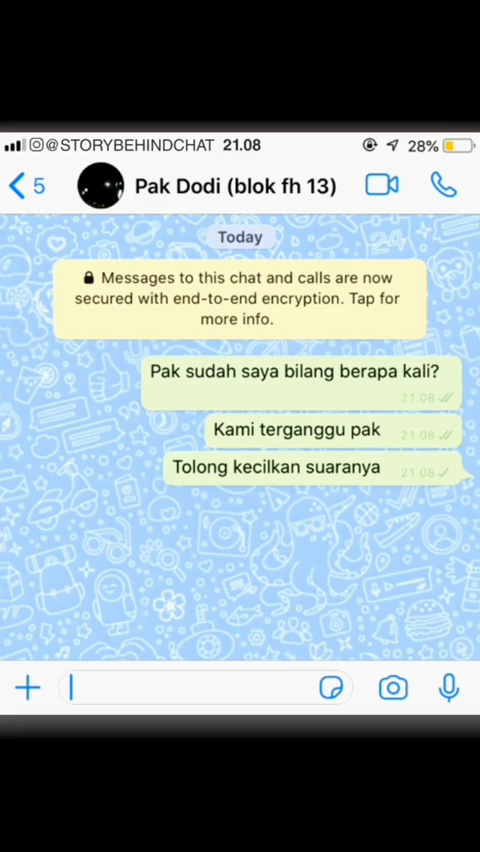 @STORYBEHINDCHAT 21.08 28%
5 Pak Dodi (blok fh 13)
Today
Messages to this chat and calls are now
secured with end-to-end encryption. Tap for
more info.
Pak sudah saya bilang berapa kali?
21.08
Kami terganggu pak 21.08
Tolong kecilkan suaranya 21.08